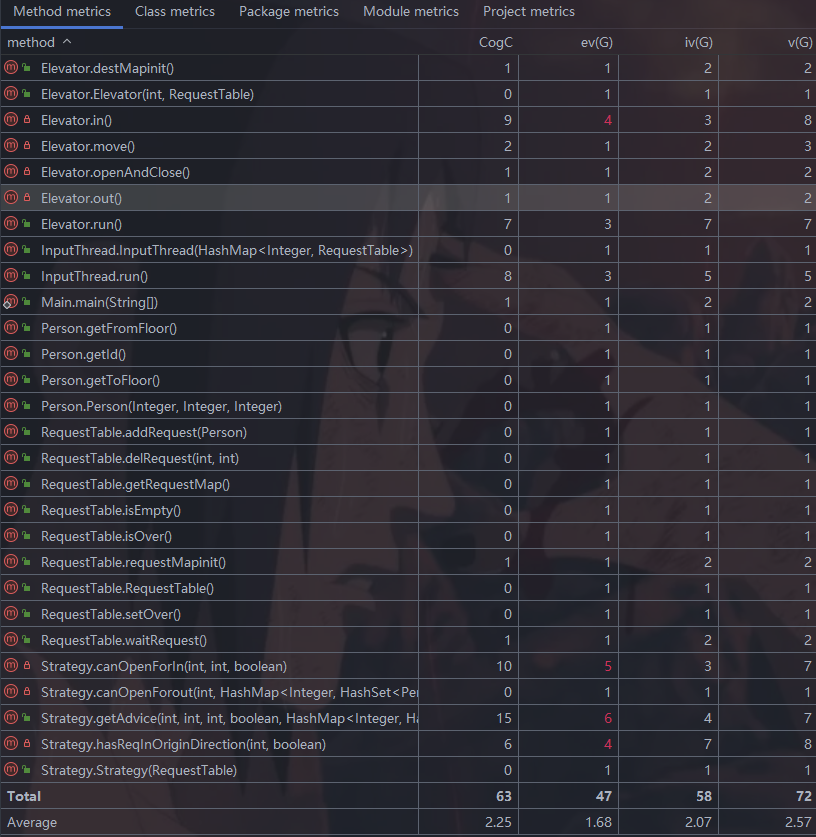 Method metrics Class metrics Package metrics Module metrics Project metrics
method CogC ev(G) iv(G) v(G)
Elevator.destMapinit() 1 1 2 2
Elevator.Elevator(int, RequestTable) 0 1 1 1
Elevator.in() 9 4 3 8
Elevator.move() 2 1 2 3
Elevator.openAndClose() 1 1 2 2
Elevator.out() 1 1 2 2
Elevator.run() 7 3 7 7
InputThread.InputThread(HashMap<Integer, RequestTable>) 0 1 1 1
InputThread.run() 8 3 5 5
Main.main(String[]) 1 1 2 2
Person.getFromFloor() 0 1 1 1
Person.getId() 0 1 1 1
Person.getToFloor() 0 1 1 1
Person.Person(Integer, Integer, Integer) 0 1 1 1
RequestTable.addRequest(Person) 0 1 1 1
RequestTable.delRequest(int, int) 0 1 1 1
RequestTable.getRequestMap() 0 1 1 1
RequestTable.isEmpty() 0 1 1 1
RequestTable.isOver() 0 1 1 1
RequestTable.requestMapinit() 1 1 2 2
RequestTable.RequestTable() 0 1 1 1
RequestTable.setOver() 0 1 1 1
RequestTable.waitRequest() 1 1 2 2
Strategy.canOpenForIn(int, int, boolean) 10 5 3 7
Strategy.canOpenForout(int, HashMap<Integer, HashSet<Pe 0 1 1 1
Strategy.getAdvice(int, int, int, boolean, HashMap<Integer, Ha 15 6 4 7
Strategy.hasReqInOriginDirection(int, boolean) 6 4 7 8
Strategy.Strategy(RequestTable) 0 1 1 1
Total 63 47 58 72
Average 2.25 1.68 2.07 2.57